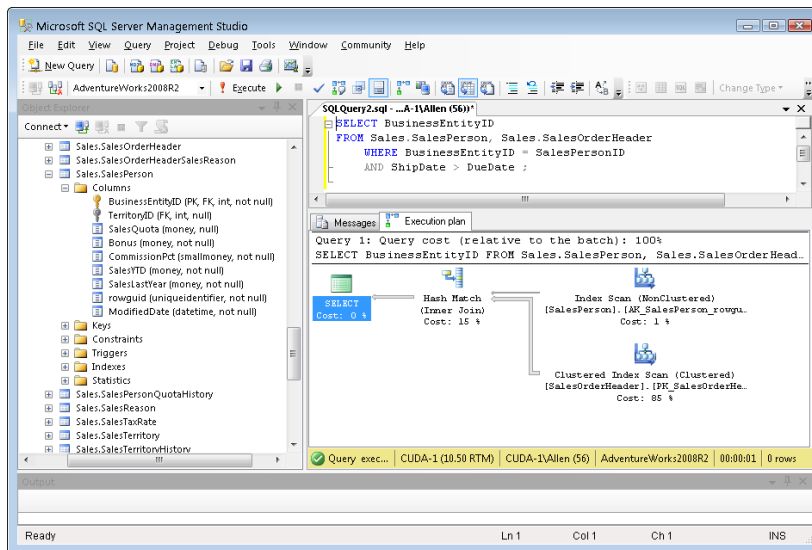 Microsoft SQL Server Management Studio
File Edit View Query Project Debug Tools Window Community Help
New Query
AdventureWorks2008R2 Execute Change Type
Object Explorer
Connect
Sales.SalesOrderHeader
Sales.SalesOrderHeaderSalesReason
Sales.SalesPerson
Columns
BusinessEntityID (PK, FK, int, not null)
TerritoryID (FK, int, null)
SalesQuota (money, null)
Bonus (money, not null)
CommissionPct (smallmoney, not null)
SalesYTD (money, not null)
SalesLastYear (money, not null)
rowguid (uniqueidentifier, not null)
ModifiedDate (datetime, not null)
Keys
Constraints
Triggers
Indexes
Statistics
Sales.SalesPersonQuotaHistory
Sales.SalesReason
Sales.SalesTaxRate
Sales.SalesTerritory
Sales.SalesTerritoryHistory
SQLQuery2.sql - ...A-1\Allen (56))*
SELECT BusinessEntityID
FROM Sales.SalesPerson, Sales.SalesOrderHeader
WHERE BusinessEntityID = SalesPersonID
AND ShipDate > DueDate ;
Messages Execution plan
Query 1: Query cost (relative to the batch): 100%
SELECT BusinessEntityID FROM Sales.SalesPerson, Sales.SalesOrderHead...
SELECT
Cost: 0 %
Hash Match
(Inner Join)
Cost: 15 %
Index Scan (NonClustered)
[SalesPerson].[AK_SalesPerson_rowgu…
Cost: 1 %
Clustered Index Scan (Clustered)
[SalesOrderHeader].[PK_SalesOrderHe…
Cost: 85 %
Query exec... CUDA-1 (10.50 RTM) CUDA-1\Allen (56) AdventureWorks2008R2 00:00:01 0 rows
Output
Ready Ln 1 Col 1 Ch 1 INS